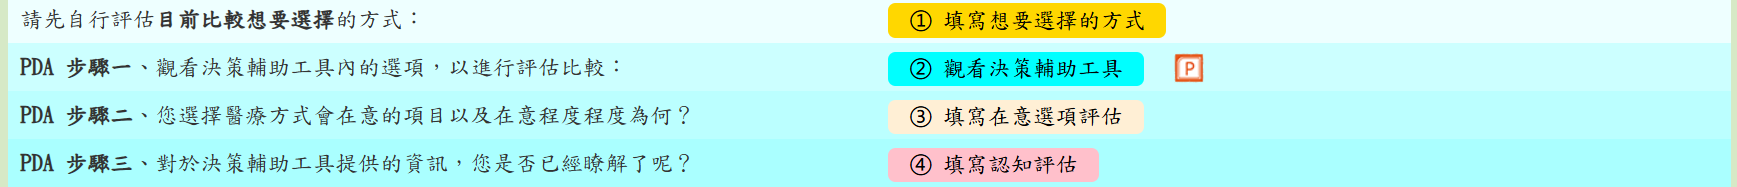 請先自行評估目前比較想要選擇的方式： ① 填寫想要選擇的方式
PDA 步驟一、觀看決策輔助工具內的選項，以進行評估比較： ② 觀看決策輔助工具 P
PDA 步驟二、您選擇醫療方式會在意的項目以及在意程度程度為何？ ③ 填寫在意選項評估
PDA 步驟三、對於決策輔助工具提供的資訊，您是否已經瞭解了呢？ ④ 填寫認知評估